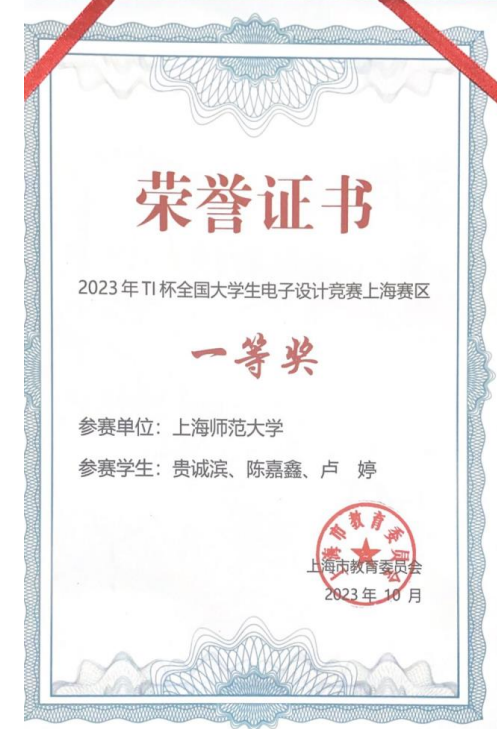 荣誉证书
2023年TI杯全国大学生电子设计竞赛上海赛区
一等奖
参赛单位：上海师范大学
参赛学生：贵诚滨、陈嘉鑫、卢 婷
上海市教育委员会
上海市教育委员会
2023年 10 月